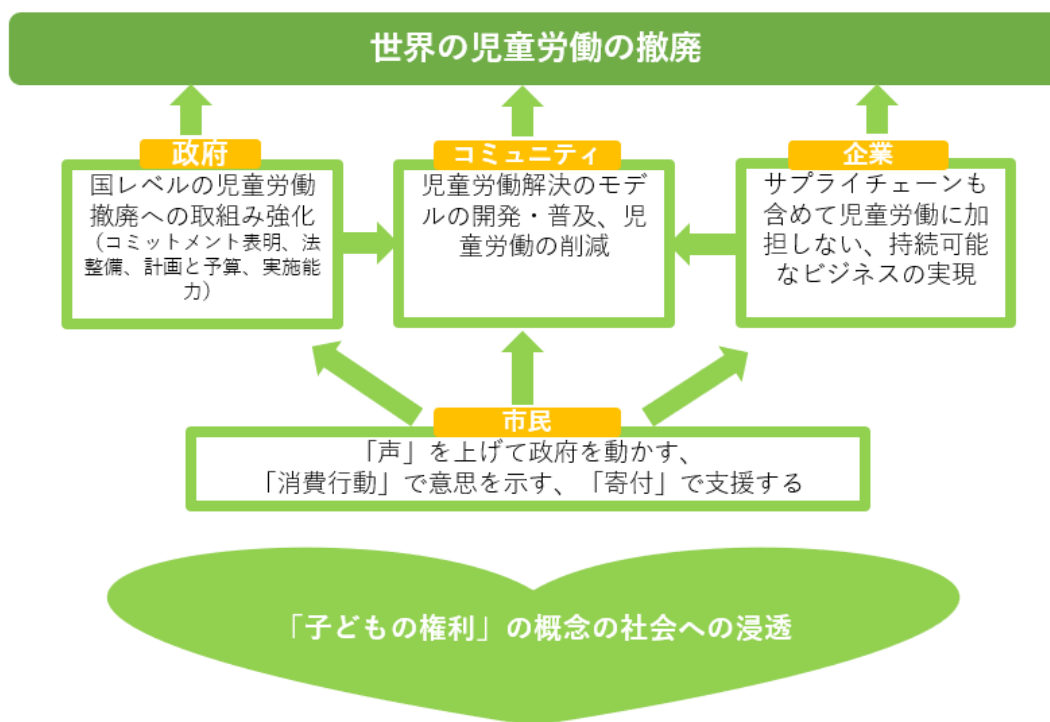 世界の児童労働の撤廃
政府
国レベルの児童労働
撤廃への取組み強化
（コミットメント表明、法
整備、計画と予算、実施能
力）
コミュニティ
児童労働解決のモデ
ルの開発・普及、児
童労働の削減
企業
サプライチェーンも
含めて児童労働に加
担しない、持続可能
なビジネスの実現
市民
「声」を上げて政府を動かす、
「消費行動」で意思を示す、「寄付」で支援する
「子どもの権利」の概念の社会への浸透